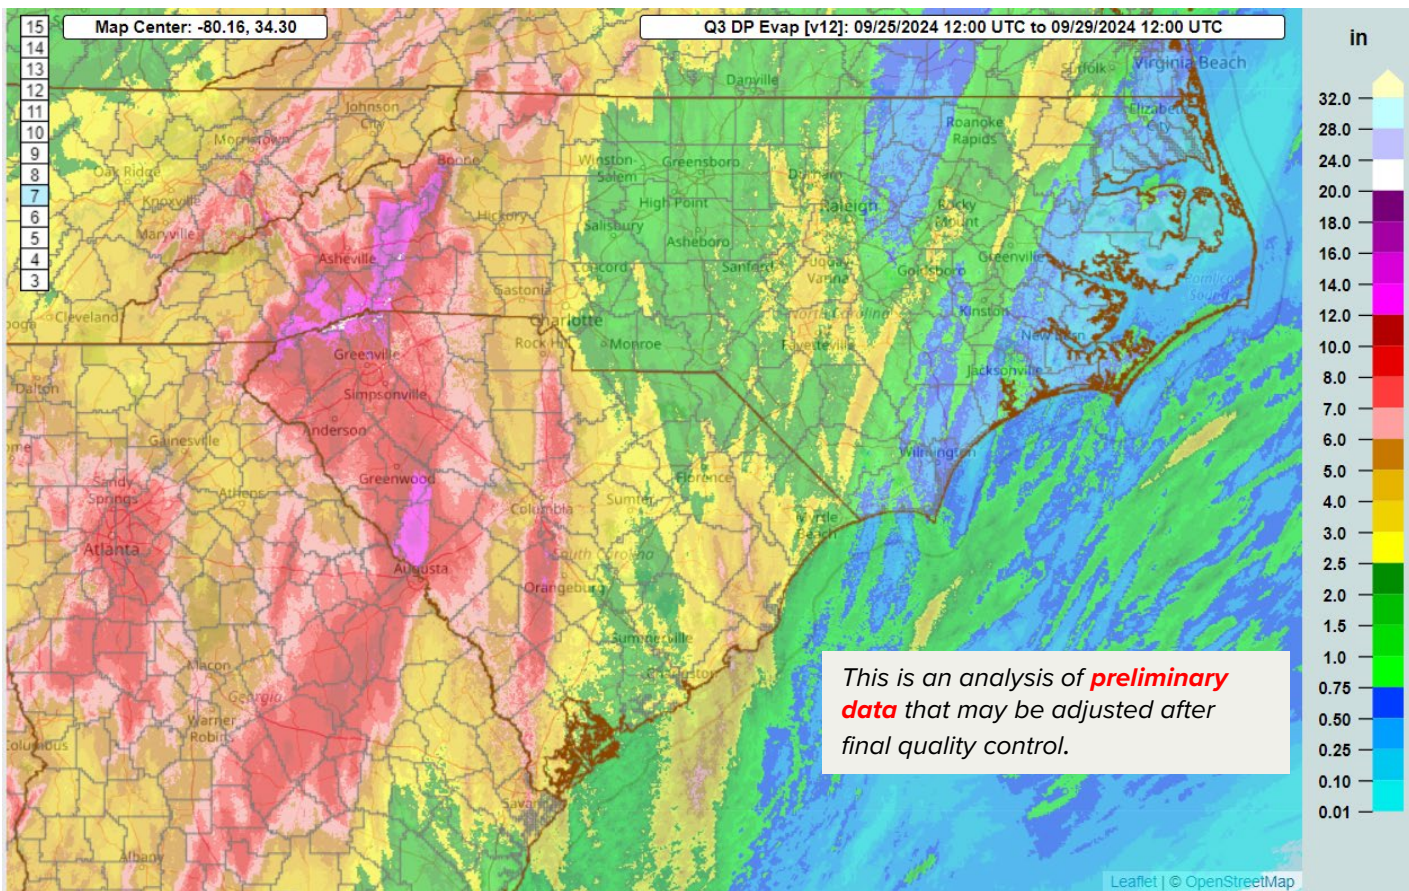 15
14
13
12
11
10
9
8
7
6
5
4
3
Map Center: -80.16, 34.30
Q3 DP Evap [v12]: 09/25/2024 12:00 UTC to 09/29/2024 12:00 UTC
in
32.0
28.0
24.0
20.0
18.0
16.0
14.0
12.0
10.0
8.0
7.0
6.0
5.0
4.0
3.0
2.5
2.0
1.5
1.0
0.75
0.50
0.25
0.10
0.01
Virginia Beach
Suffolk
Danville
Elizabeth
City
Johnson
City
Roanoke
Rapids
Morristown
Boone
Winston-
Salem
Greensboro
Oak Ridge
Durham
Knoxville
High Point
Raleigh
Rocky
Mount
Hickory
Salisbury
Maryville
Asheboro
Greenville
Asheville
Concord
Sanford
Fuquay-
Varina
Goldsboro
Pamlico
Sound
Gastonia
Cleveland
Charlotte
North Carolina
Kinston
Rock Hill
Monroe
Fayetteville
New Bern
Greenville
Jacksonville
Dalton
Simpsonville
Anderson
Gainesville
Wilmington
Sandy
Springs
Athens
Greenwood
Florence
Sumter
Columbia
Myrtle
Beach
Atlanta
South Carolina
Augusta
Orangeburg
Summerville
Charleston
Macon
Georgia
Warner
Robins
Columbus
Savannah
Albany
This is an analysis of preliminary
data that may be adjusted after
final quality control.
Leaflet | © OpenStreetMap